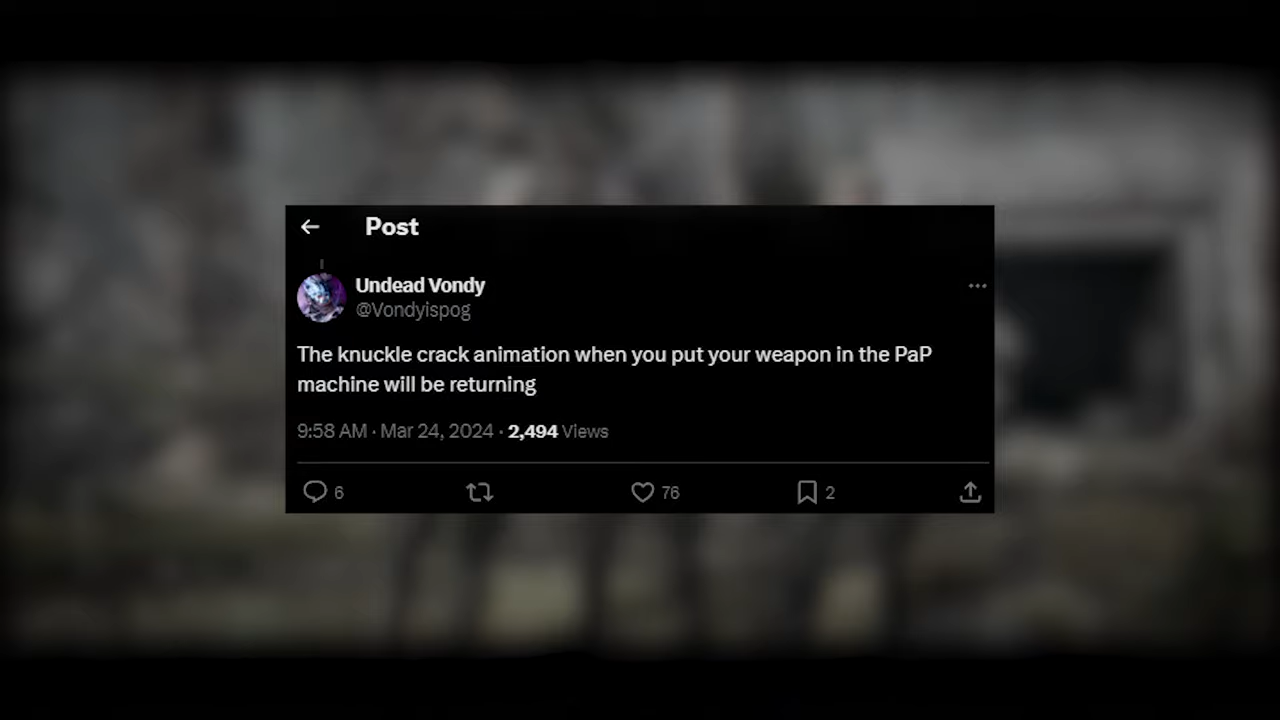 Post
Undead Vondy
@Vondyispog
The knuckle crack animation when you put your weapon in the PaP
machine will be returning
9:58 AM · Mar 24, 2024 · 2,494 Views
6 76 2